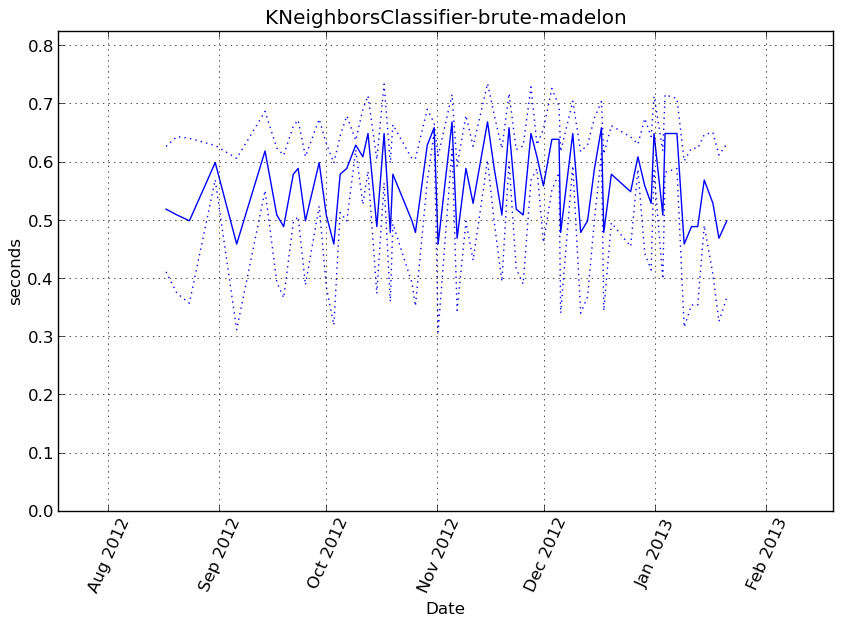 KNeighborsClassifier-brute-madelon
0.8
0.7
0.6
0.5
0.4
0.3
0.2
0.1
0.0
seconds
Aug 2012
Sep 2012
Oct 2012
Nov 2012
Dec 2012
Jan 2013
Feb 2013
Date